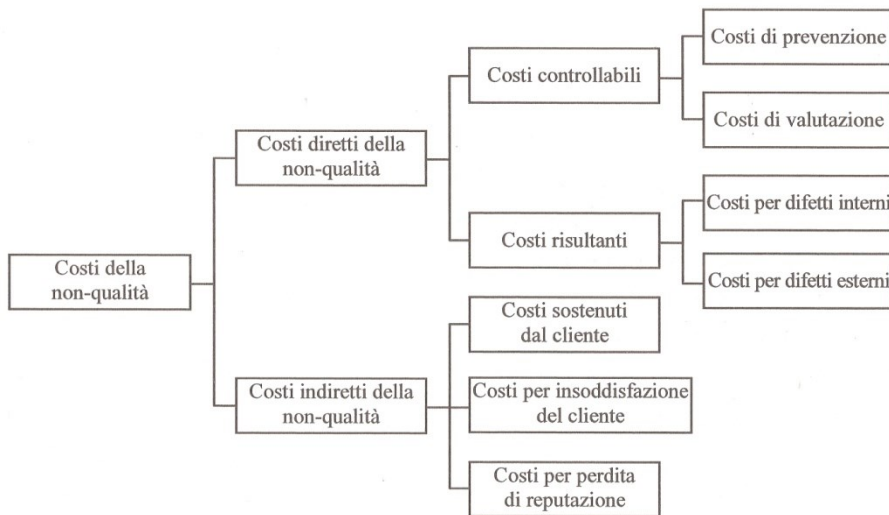 Costi di prevenzione
Costi controllabili
Costi di valutazione
Costi diretti della
non-qualità
Costi per difetti interni
Costi risultanti
Costi della
non-qualità
Costi per difetti esterni
Costi sostenuti
dal cliente
Costi indiretti della
non-qualità
Costi per insoddisfazione
del cliente
Costi per perdita
di reputazione